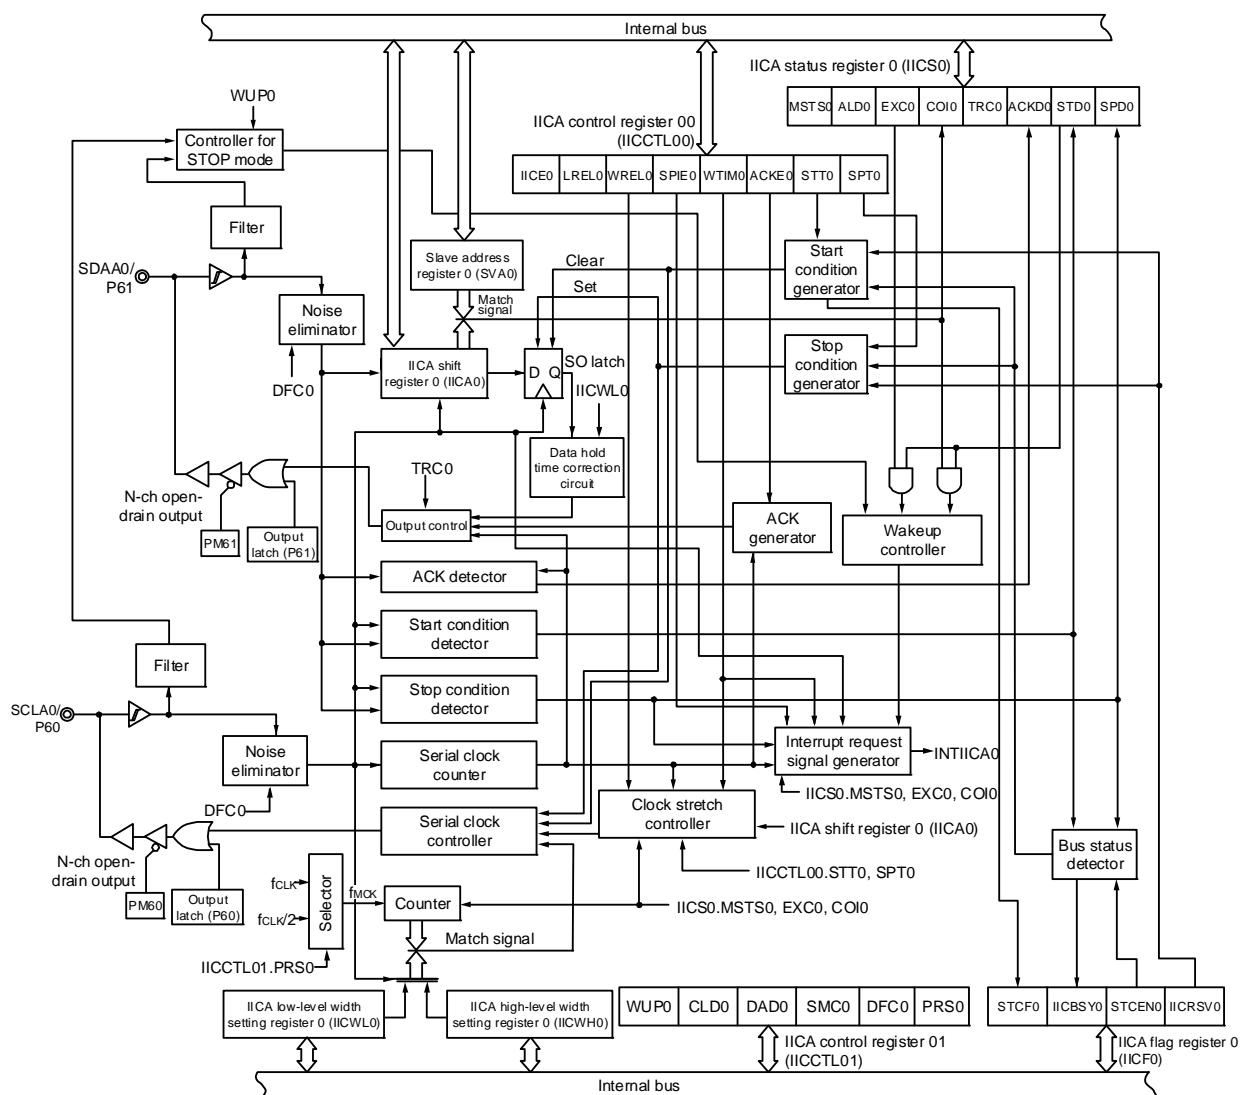 Internal bus
IICA status register 0 (IICS0)
WUP0
MSTS0 ALD0 EXC0 COI0 TRC0 ACKD0 STD0 SPD0
IICA control register 00
(IICCTL00)
Controller for
STOP mode
IICE0 LREL0 WREL0 SPIE0 WTIM0 ACKE0 STT0 SPT0
Filter
Slave address
register 0 (SVA0)
Clear
Start
condition
generator
SDAA0/
P61
Set
Match
signal
Noise
eliminator
Stop
condition
generator
IICA shift
register 0 (IICA0)
D Q
SO latch
DFC0
IICWL0
Data hold
time correction
circuit
TRC0
N-ch open-
drain output
PM61
Output
latch (P61)
Output control
ACK
generator
Wakeup
controller
ACK detector
Start condition
detector
Filter
Stop condition
detector
SCLA0/
P60
Noise
eliminator
Serial clock
counter
Interrupt request
signal generator
INTIICA0
DFC0
IICS0.MSTS0, EXC0, COI0
Serial clock
controller
Clock stretch
controller
IICA shift register 0 (IICA0)
Bus status
detector
N-ch open-
drain output
PM60
Output
latch (P60)
fCLK
fCLK/2
Selector
fMCK
Counter
IICCTL00.STT0, SPT0
IICS0.MSTS0, EXC0, COI0
Match signal
IICCTL01.PRS0
IICA low-level width
setting register 0 (IICWL0)
IICA high-level width
setting register 0 (IICWH0)
WUP0 CLD0 DAD0 SMC0 DFC0 PRS0
STCF0 IICBSY0 STCEN0 IICRSV0
IICA control register 01
(IICCTL01)
IICA flag register 0
(IICF0)
Internal bus